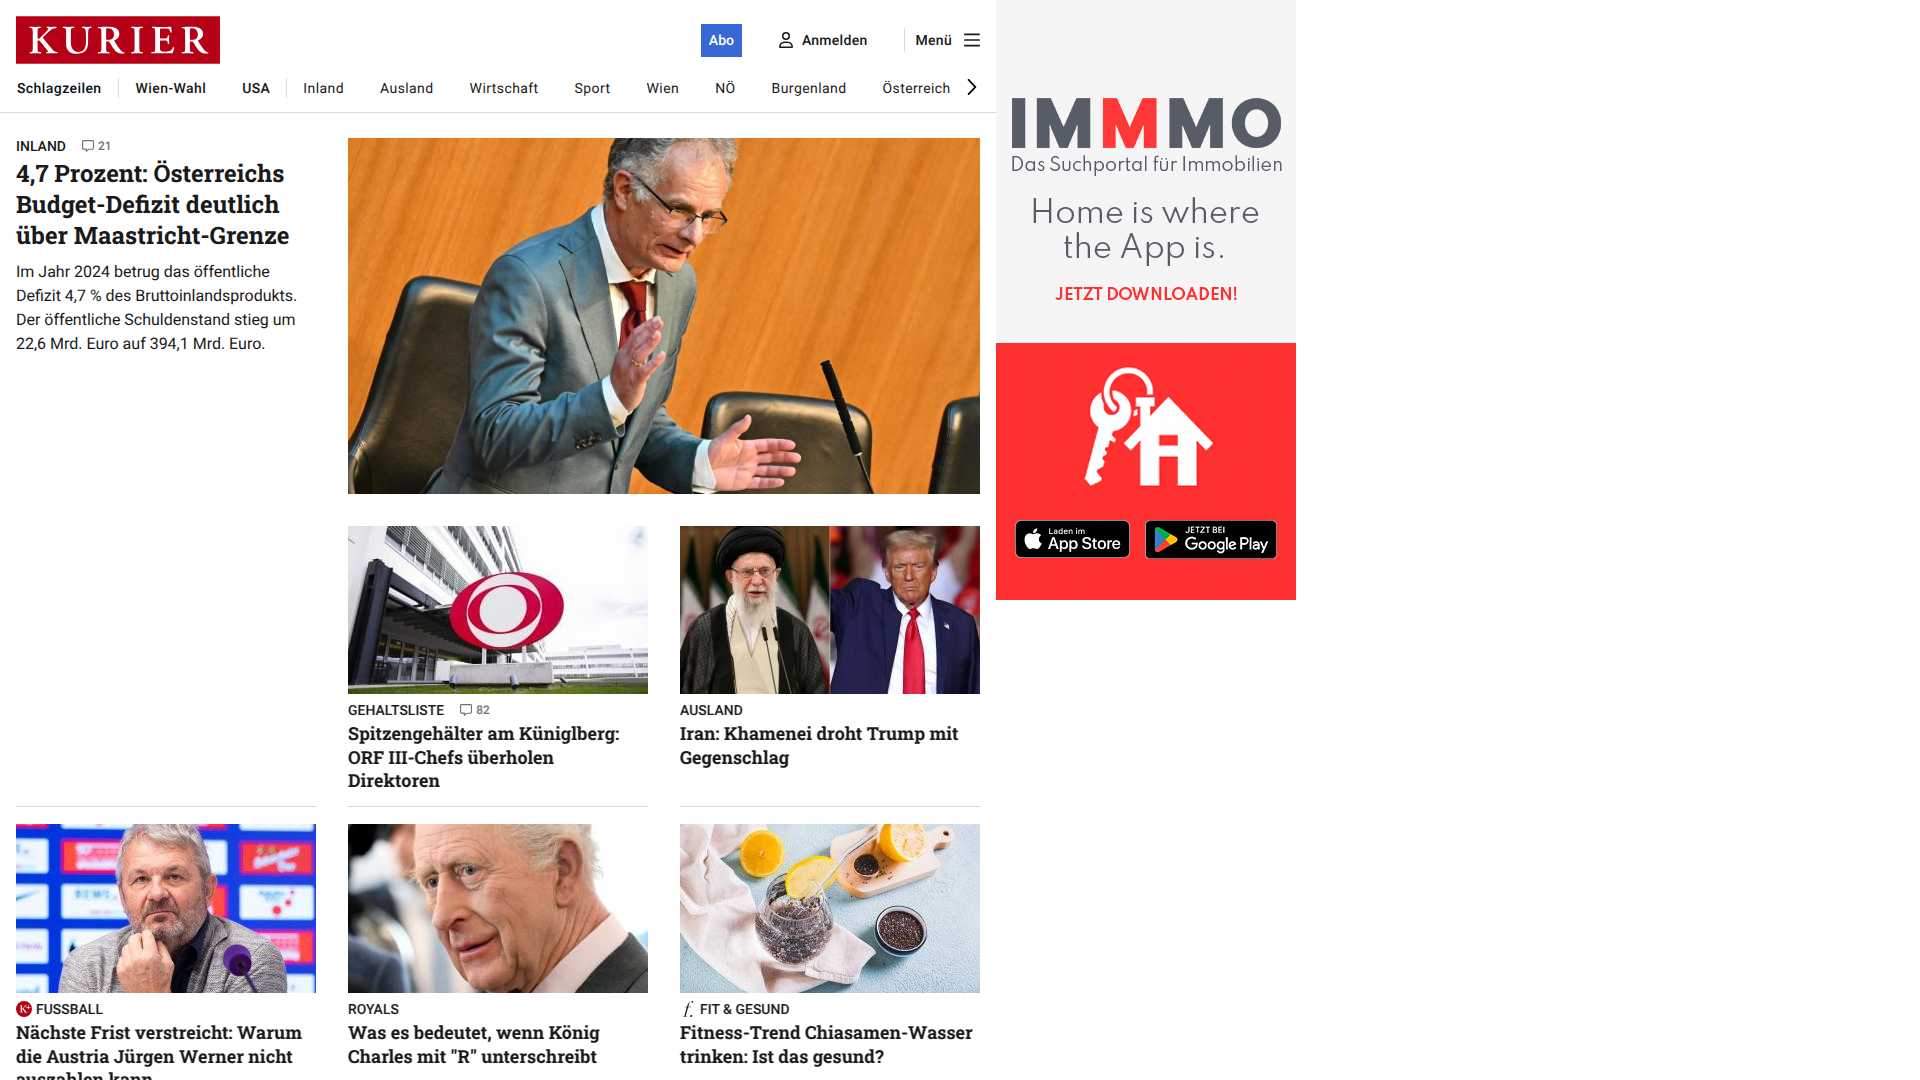 KURIER
Abo
Anmelden
Menü
Schlagzeilen
Wien-Wahl
USA
Inland
Ausland
Wirtschaft
Sport
Wien
NÖ
Burgenland
Österreich
INLAND 21
4,7 Prozent: Österreichs
Budget-Defizit deutlich
über Maastricht-Grenze
Im Jahr 2024 betrug das öffentliche
Defizit 4,7 % des Bruttoinlandsprodukts.
Der öffentliche Schuldenstand stieg um
22,6 Mrd. Euro auf 394,1 Mrd. Euro.
GEHALTSLISTE 82
Spitzengehälter am Küniglberg:
ORF III-Chefs überholen
Direktoren
AUSLAND
Iran: Khamenei droht Trump mit
Gegenschlag
FUSSBALL
Nächste Frist verstreicht: Warum
die Austria Jürgen Werner nicht
auszahlen kann
ROYALS
Was es bedeutet, wenn König
Charles mit "R" unterschreibt
f. FIT & GESUND
Fitness-Trend Chiasamen-Wasser
trinken: Ist das gesund?
IMMMO
Das Suchportal für Immobilien
Home is where
the App is.
JETZT DOWNLOADEN!
Laden im
App Store
JETZT BEI
Google Play